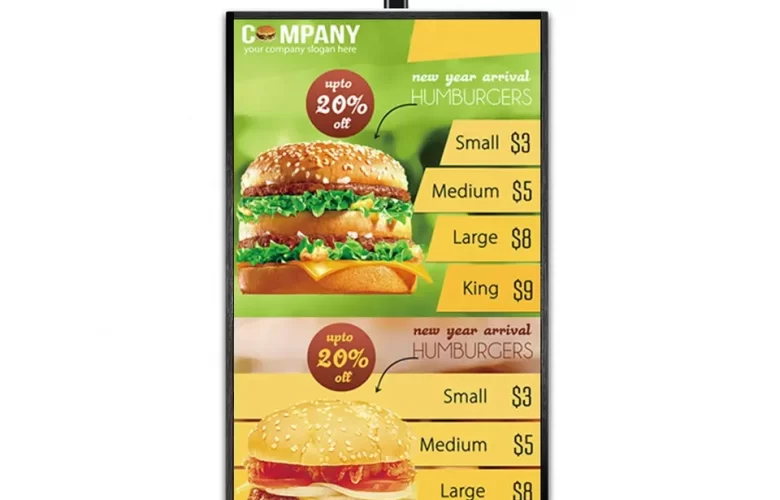 COMPANY
your company slogan here
new year arrival
HUMBURGERS
upto
20%
off
Small $3
Medium $5
Large $8
King $9
new year arrival
HUMBURGERS
upto
20%
off
Small $3
Medium $5
Large $8